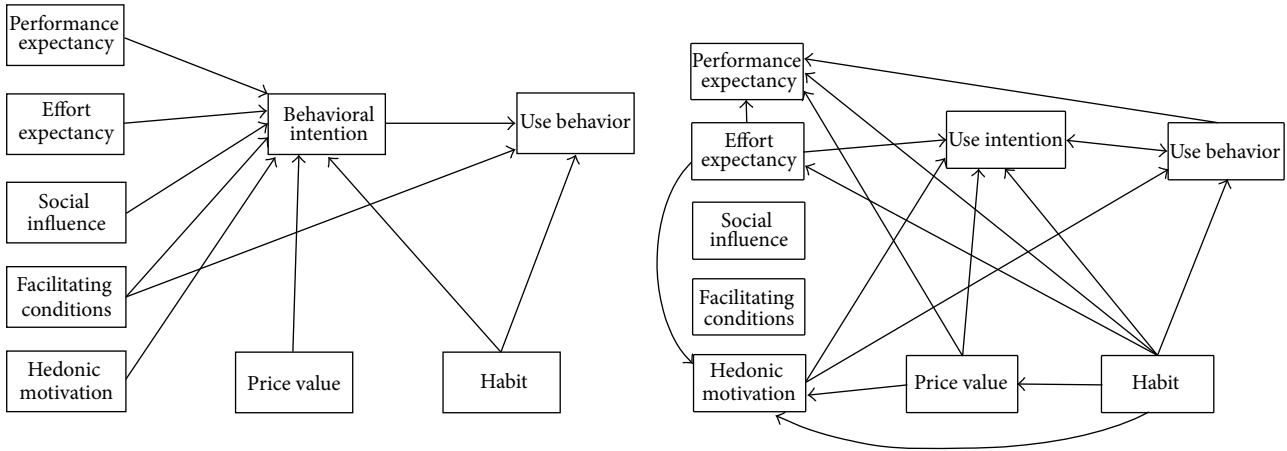 Performance
expectancy
Effort
expectancy
Social
influence
Facilitating
conditions
Hedonic
motivation
Behavioral
intention
Use behavior
Price value
Habit
Performance
expectancy
Effort
expectancy
Social
influence
Facilitating
conditions
Hedonic
motivation
Use intention
Use behavior
Price value
Habit